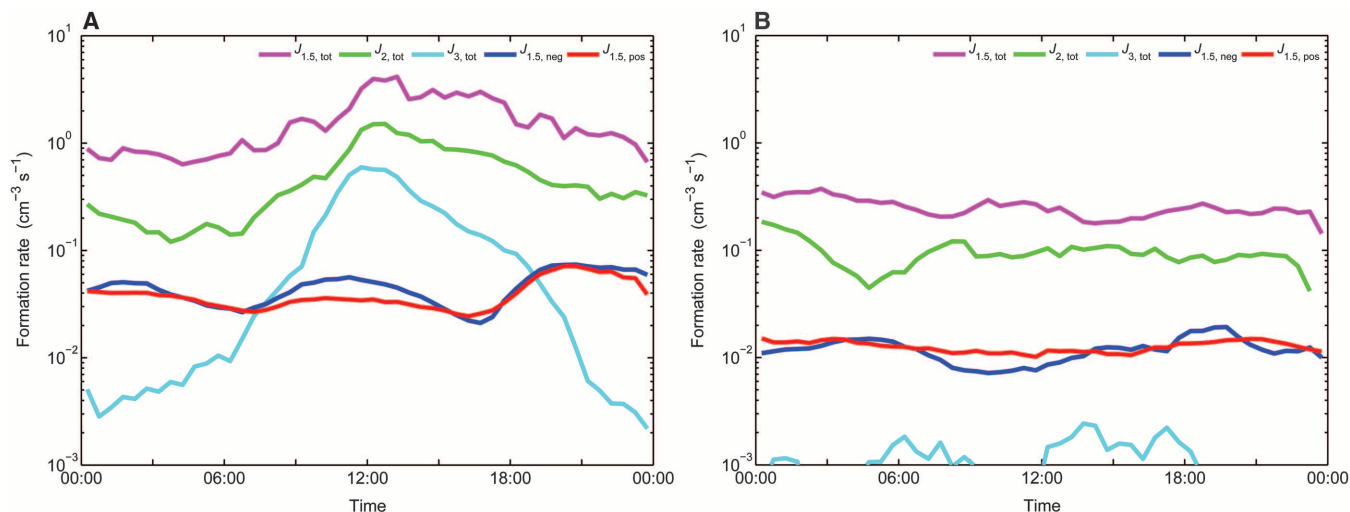 A
B
J1.5, tot J2, tot J3, tot J1.5, neg J1.5, pos
J1.5, tot J2, tot J3, tot J1.5, neg J1.5, pos
Formation rate (cm−3 s−1)
10^1
10^0
10^−1
10^−2
10^−3
00:00 06:00 12:00 18:00 00:00
Time
Formation rate (cm−3 s−1)
10^1
10^0
10^−1
10^−2
10^−3
00:00 06:00 12:00 18:00 00:00
Time